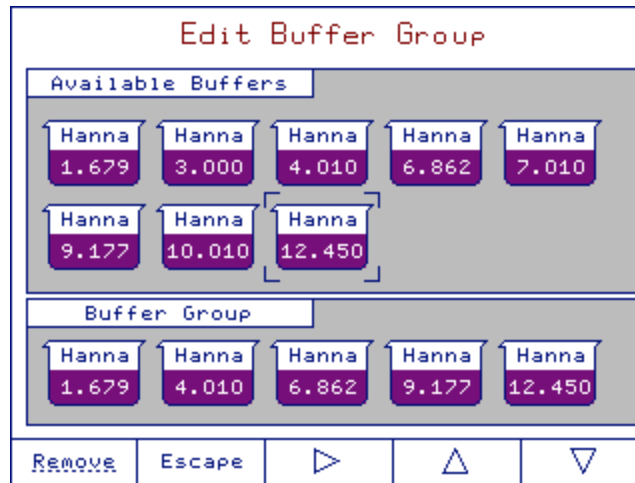 Edit Buffer Group
Available Buffers
Hanna Hanna Hanna Hanna Hanna
1.679 3.000 4.010 6.862 7.010
Hanna Hanna Hanna
9.177 10.010 12.450
Buffer Group
Hanna Hanna Hanna Hanna Hanna
1.679 4.010 6.862 9.177 12.450
Remove Escape